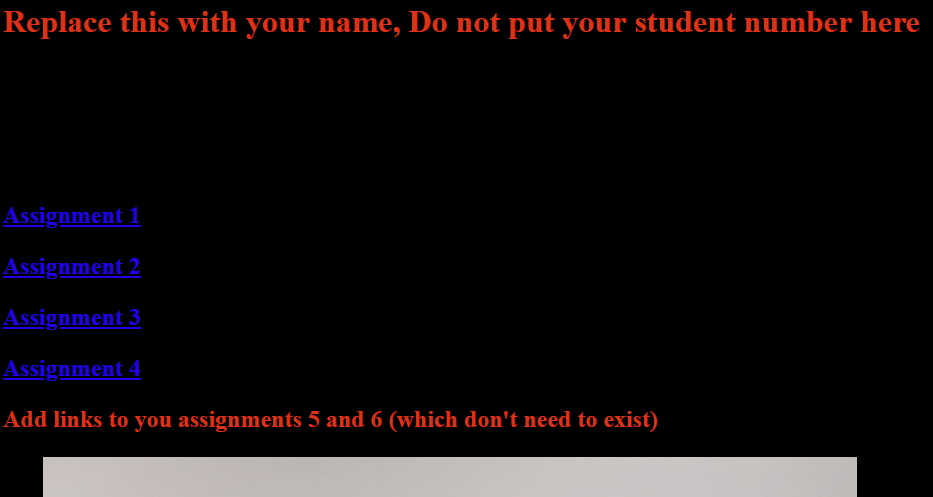 Replace this with your name, Do not put your student number here
Assignment 1
Assignment 2
Assignment 3
Assignment 4
Add links to you assignments 5 and 6 (which don't need to exist)